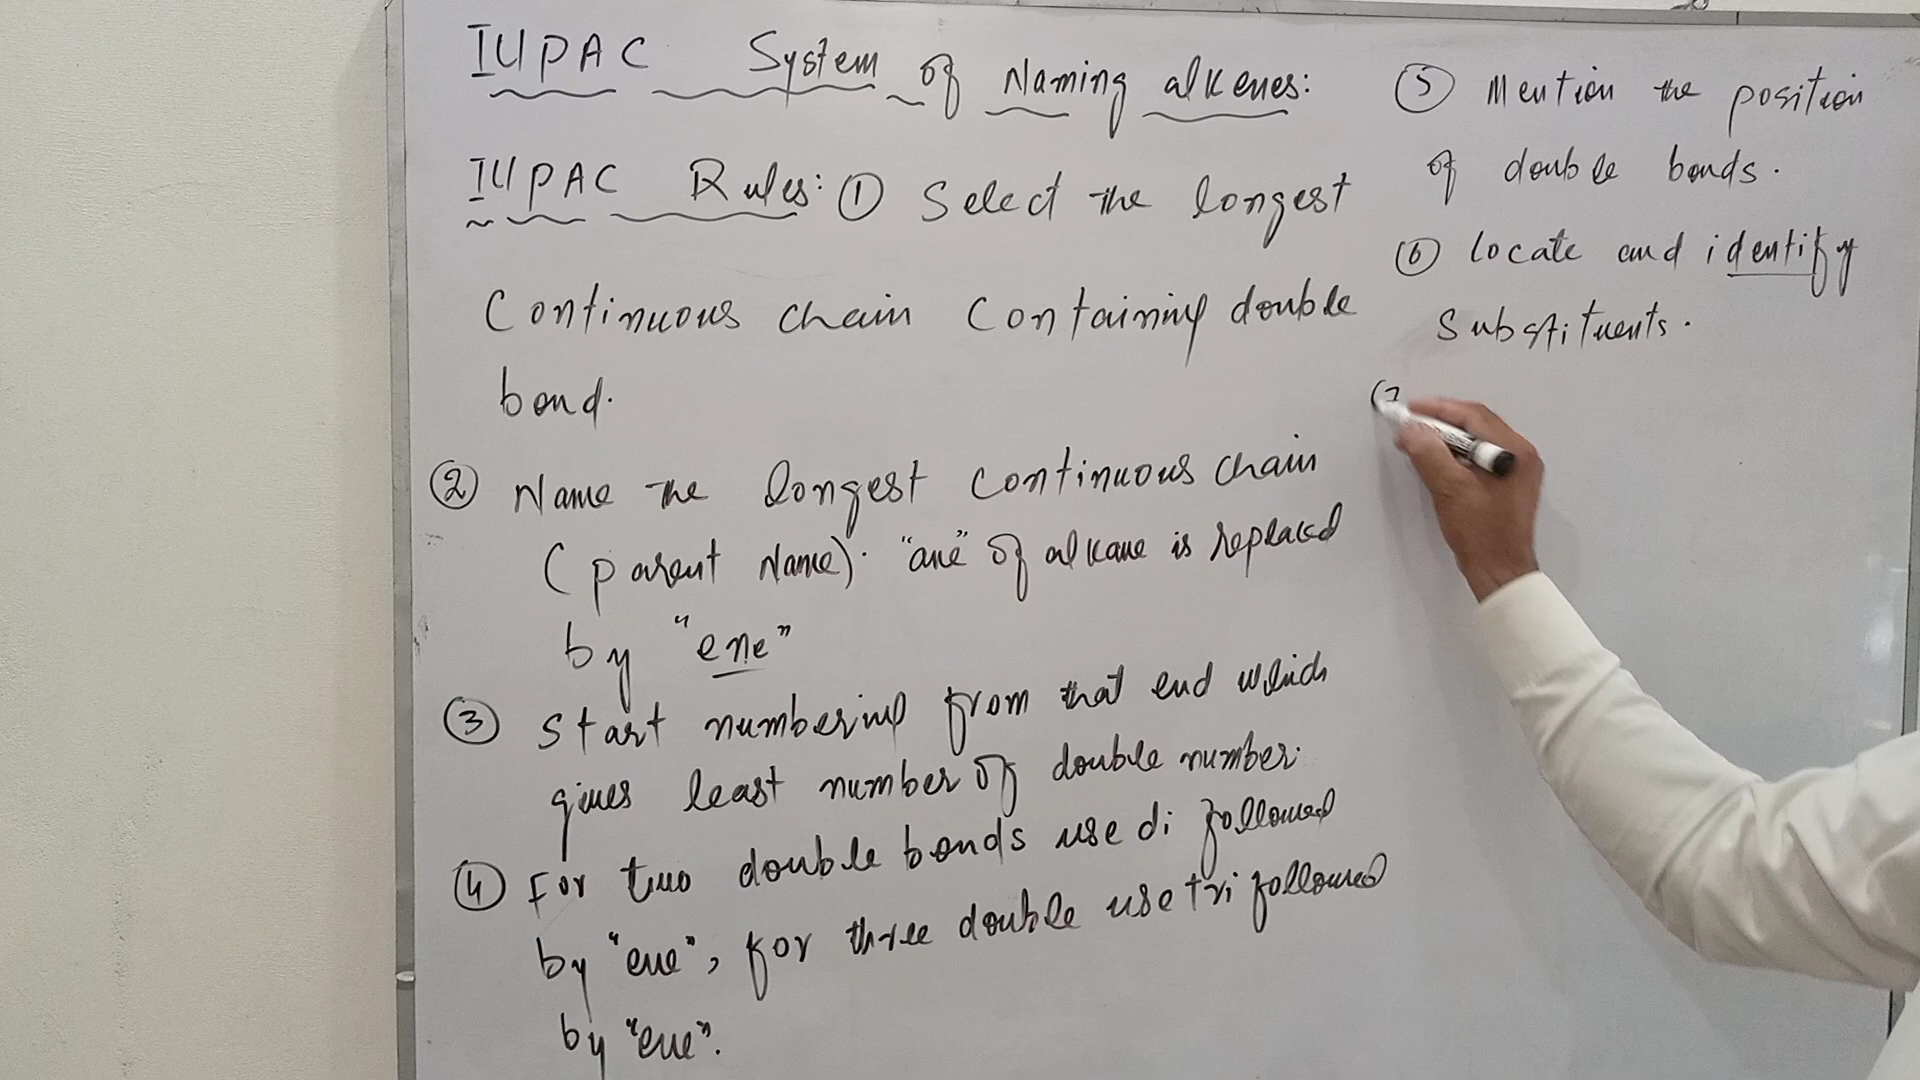 IUPAC System of Naming alkenes:
IUPAC Rules: ① Select the longest
Continuous chain Containing double
bond.
② Name the longest continuous chain
(parent Name). "ane" of alkane is replaced
by "ene"
③ Start numbering from that end which
gives least number of double number.
④ For two double bonds use di followed
by "ene", for three double use tri followed
by "ene".
⑤ Mention the position
of double bonds.
⑥ locate and identify
substituents.
(7